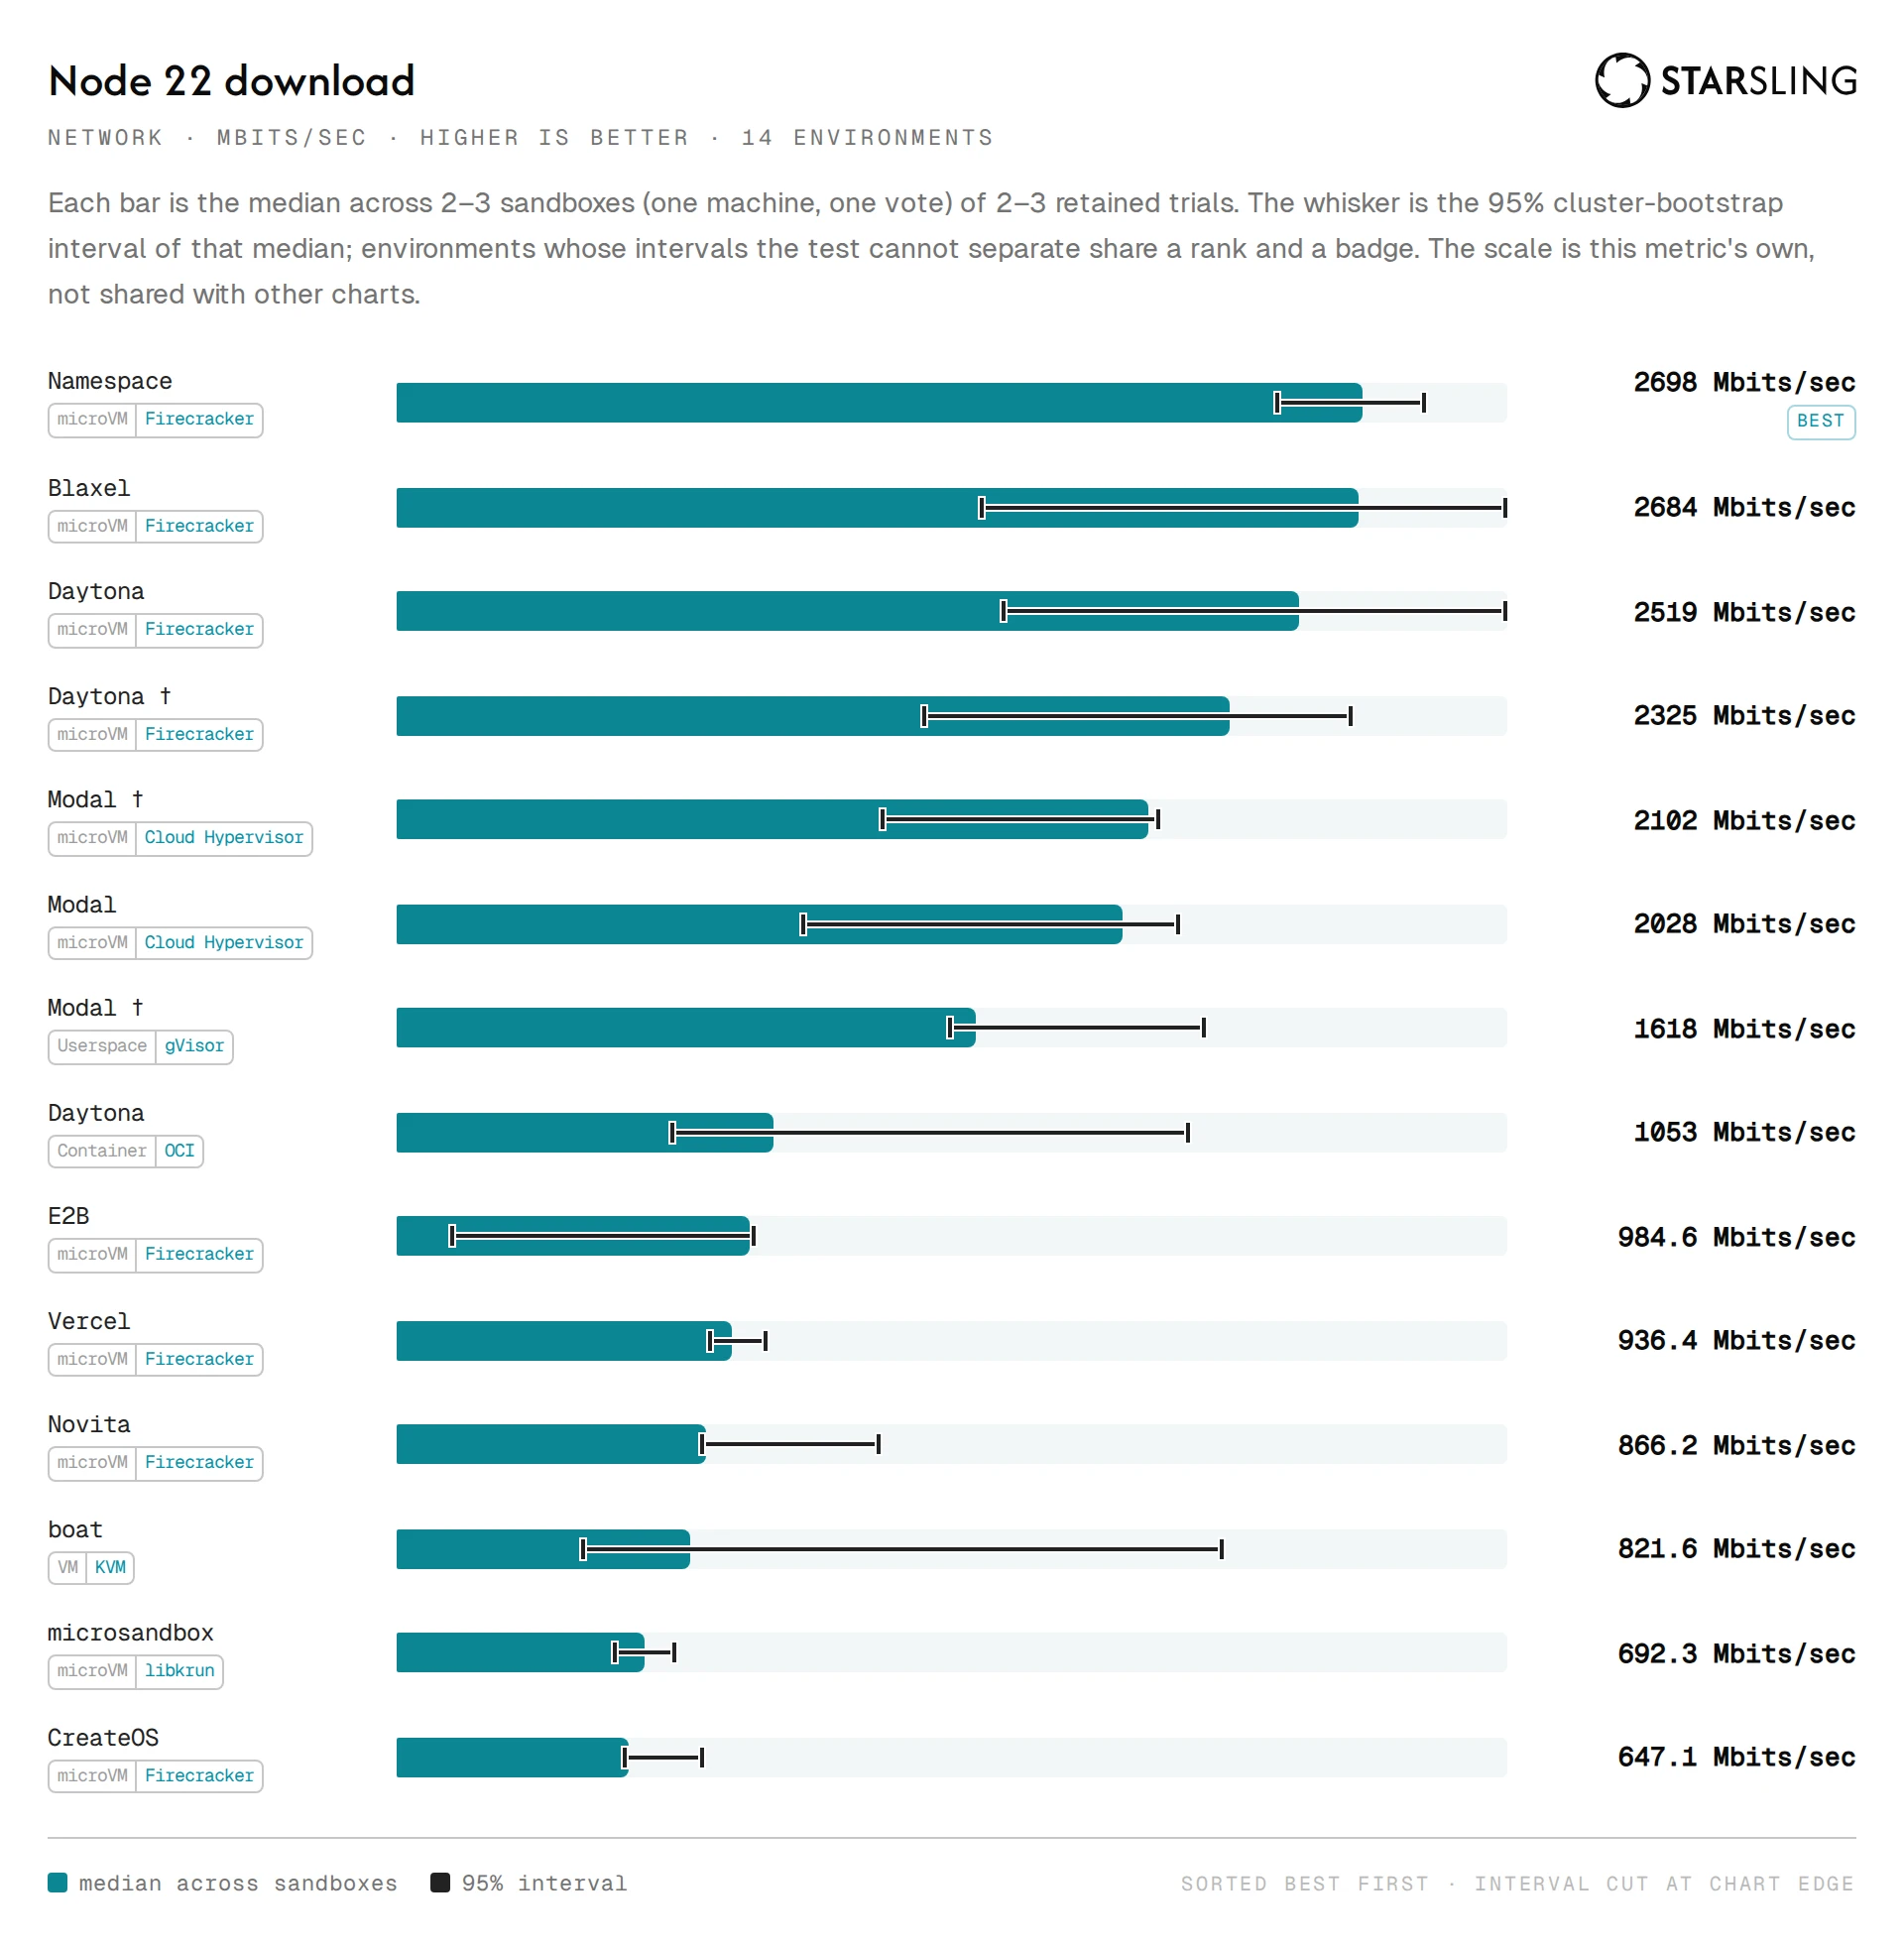 Node 22 download
STARSLING
NETWORK · MBITS/SEC · HIGHER IS BETTER · 14 ENVIRONMENTS
Each bar is the median across 2–3 sandboxes (one machine, one vote) of 2–3 retained trials. The whisker is the 95% cluster-bootstrap
interval of that median; environments whose intervals the test cannot separate share a rank and a badge. The scale is this metric's own,
not shared with other charts.
Namespace
microVM Firecracker
2698 Mbits/sec
BEST
Blaxel
microVM Firecracker
2684 Mbits/sec
Daytona
microVM Firecracker
2519 Mbits/sec
Daytona †
microVM Firecracker
2325 Mbits/sec
Modal †
microVM Cloud Hypervisor
2102 Mbits/sec
Modal
microVM Cloud Hypervisor
2028 Mbits/sec
Modal †
Userspace gVisor
1618 Mbits/sec
Daytona
Container OCI
1053 Mbits/sec
E2B
microVM Firecracker
984.6 Mbits/sec
Vercel
microVM Firecracker
936.4 Mbits/sec
Novita
microVM Firecracker
866.2 Mbits/sec
boat
VM KVM
821.6 Mbits/sec
microsandbox
microVM libkrun
692.3 Mbits/sec
CreateOS
microVM Firecracker
647.1 Mbits/sec
median across sandboxes
95% interval
SORTED BEST FIRST · INTERVAL CUT AT CHART EDGE